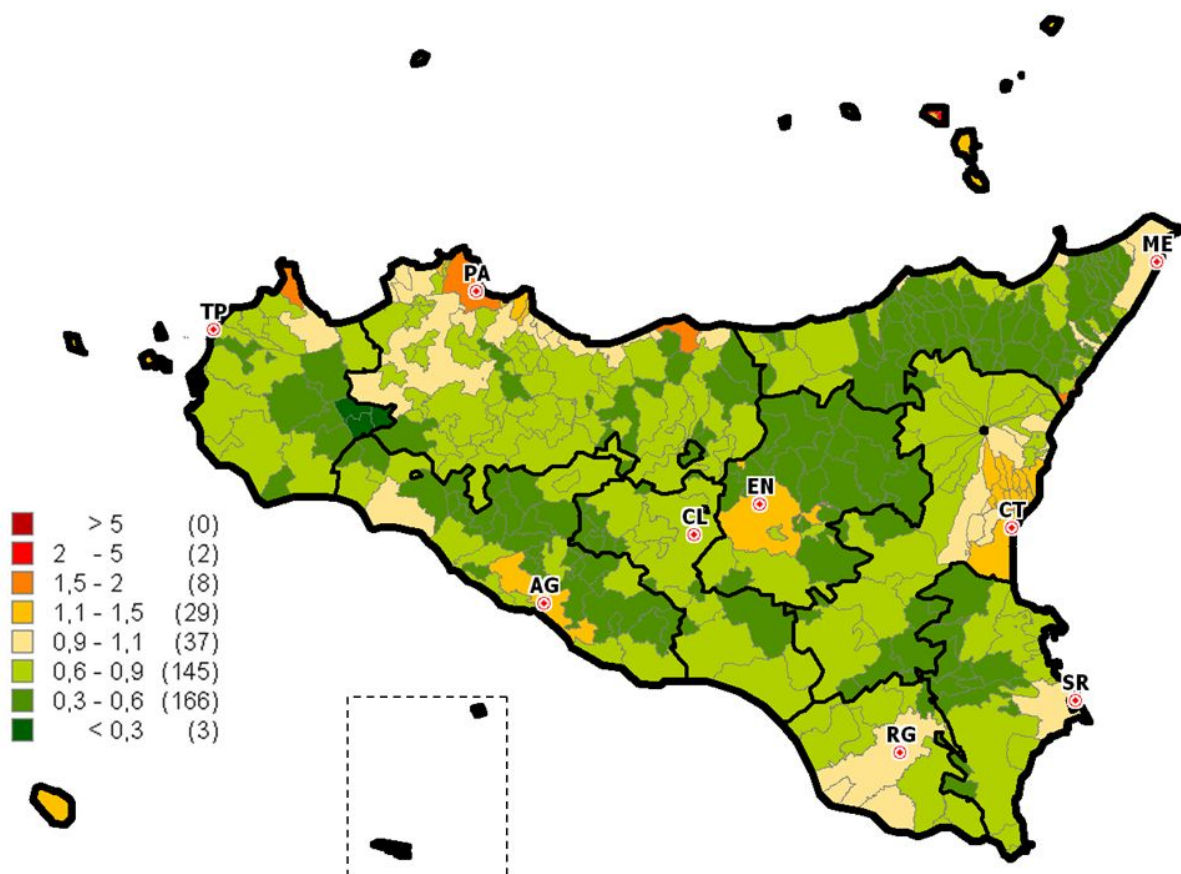 ME
PA
TP
EN
CL
CT
AG
SR
RG
> 5 (0)
2 - 5 (2)
1,5 - 2 (8)
1,1 - 1,5 (29)
0,9 - 1,1 (37)
0,6 - 0,9 (145)
0,3 - 0,6 (166)
< 0,3 (3)